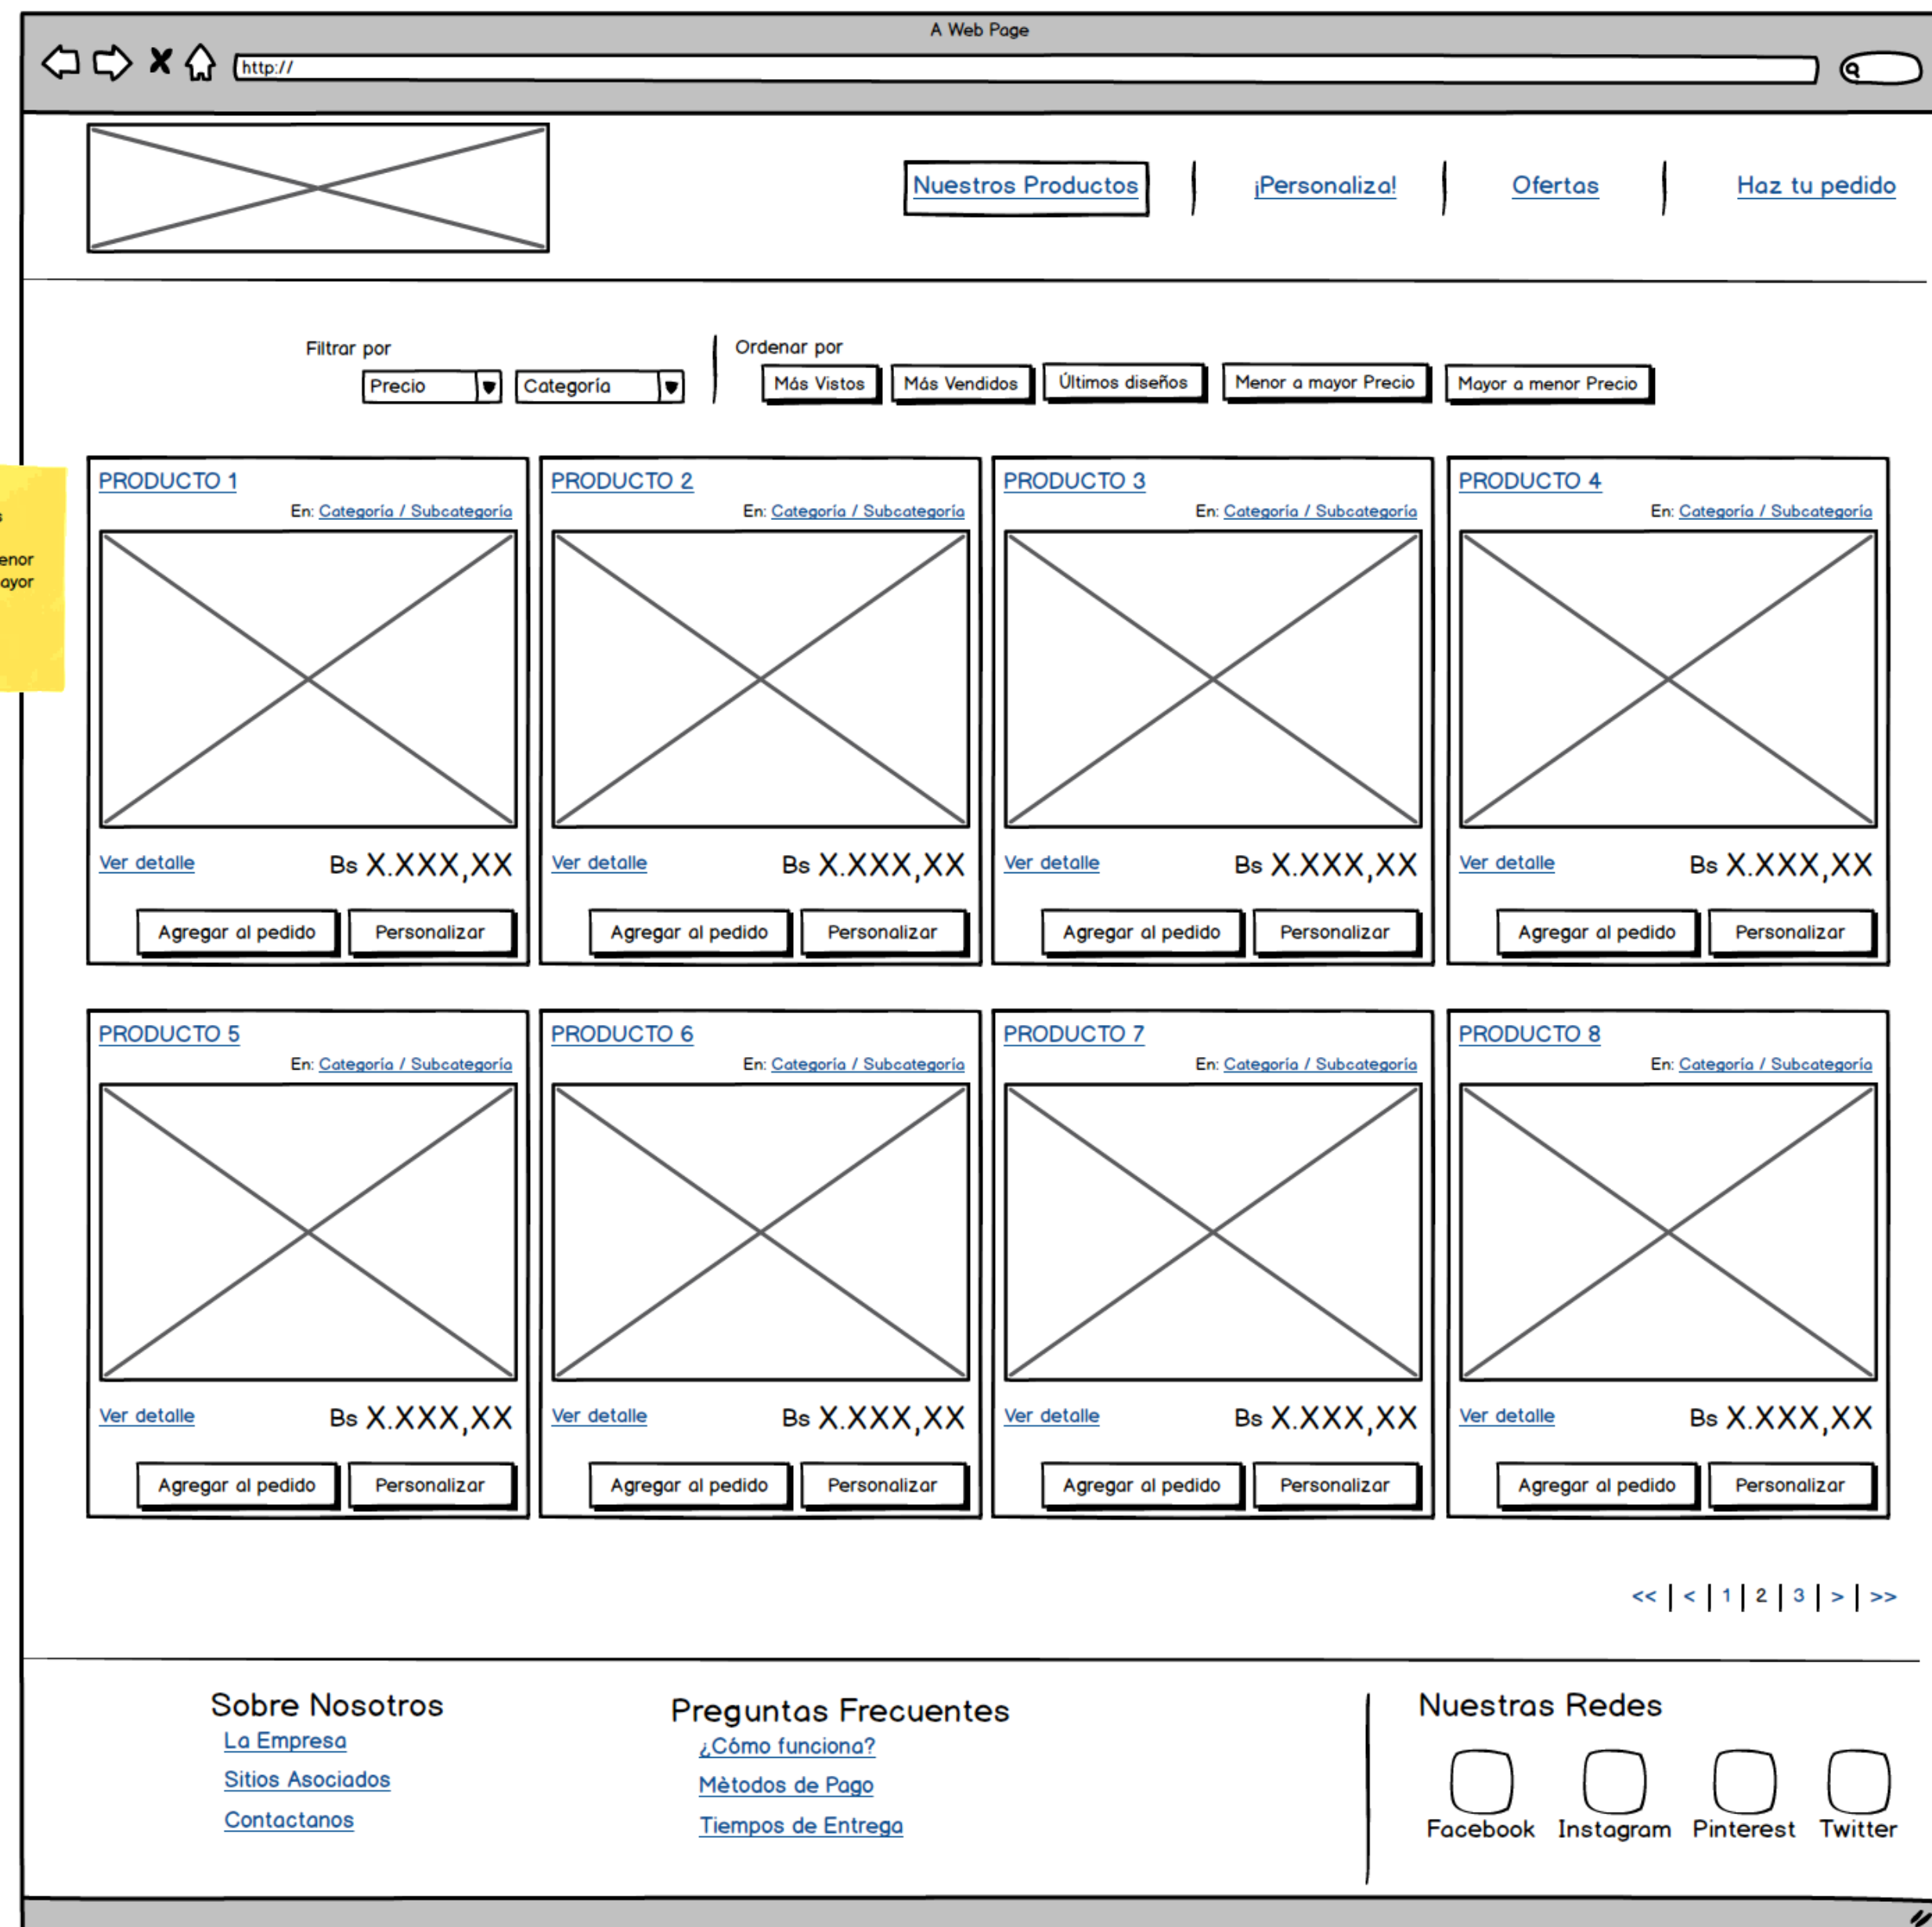 A Web Page
http://
Nuestros Productos
¡Personaliza!
Ofertas
Haz tu pedido
Filtrar por
Precio
Categoría
Ordenar por
Más Vistos
Más Vendidos
Últimos diseños
Menor a mayor Precio
Mayor a menor Precio
PRODUCTO 1
En: Categoría / Subcategoría
Ver detalle
Bs X.XXX,XX
Agregar al pedido
Personalizar
PRODUCTO 2
En: Categoría / Subcategoría
Ver detalle
Bs X.XXX,XX
Agregar al pedido
Personalizar
PRODUCTO 3
En: Categoría / Subcategoría
Ver detalle
Bs X.XXX,XX
Agregar al pedido
Personalizar
PRODUCTO 4
En: Categoría / Subcategoría
Ver detalle
Bs X.XXX,XX
Agregar al pedido
Personalizar
PRODUCTO 5
En: Categoría / Subcategoría
Ver detalle
Bs X.XXX,XX
Agregar al pedido
Personalizar
PRODUCTO 6
En: Categoría / Subcategoría
Ver detalle
Bs X.XXX,XX
Agregar al pedido
Personalizar
PRODUCTO 7
En: Categoría / Subcategoría
Ver detalle
Bs X.XXX,XX
Agregar al pedido
Personalizar
PRODUCTO 8
En: Categoría / Subcategoría
Ver detalle
Bs X.XXX,XX
Agregar al pedido
Personalizar
<< | < | 1 | 2 | 3 | > | >>
Sobre Nosotros
La Empresa
Sitios Asociados
Contactanos
Preguntas Frecuentes
¿Cómo funciona?
Mètodos de Pago
Tiempos de Entrega
Nuestras Redes
Facebook
Instagram
Pinterest
Twitter